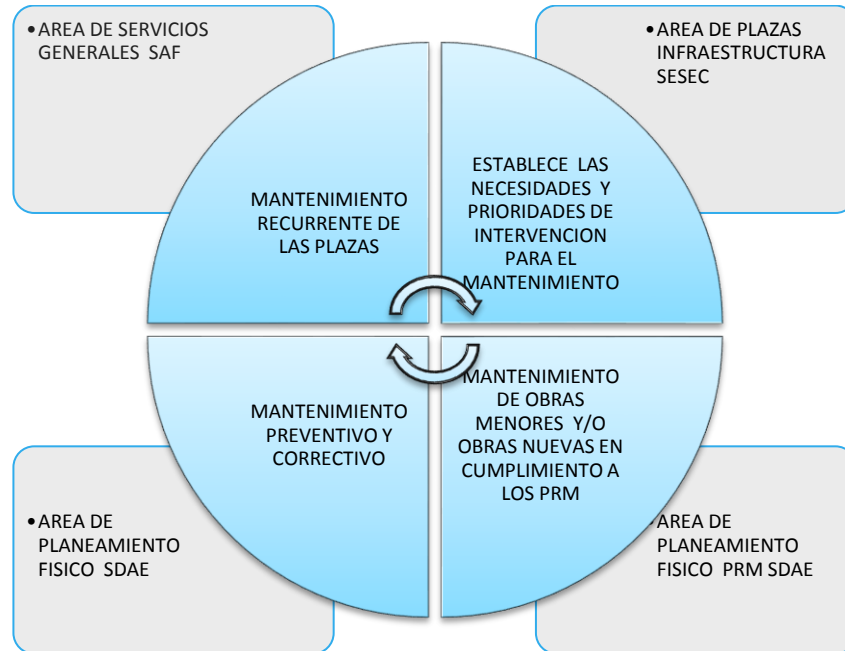 •AREA DE SERVICIOS
GENERALES SAF
•AREA DE PLAZAS
INFRAESTRUCTURA
SESEC
MANTENIMIENTO
RECURRENTE DE
LAS PLAZAS
ESTABLECE LAS
NECESIDADES Y
PRIORIDADES DE
INTERVENCION
PARA EL
MANTENIMIENTO
MANTENIMIENTO
PREVENTIVO Y
CORRECTIVO
MANTENIMIENTO
DE OBRAS
MENORES Y/O
OBRAS NUEVAS EN
CUMPLIMIENTO A
LOS PRM
•AREA DE
PLANEAMIENTO
FISICO SDAE
•AREA DE
PLANEAMIENTO
FISICO PRM SDAE